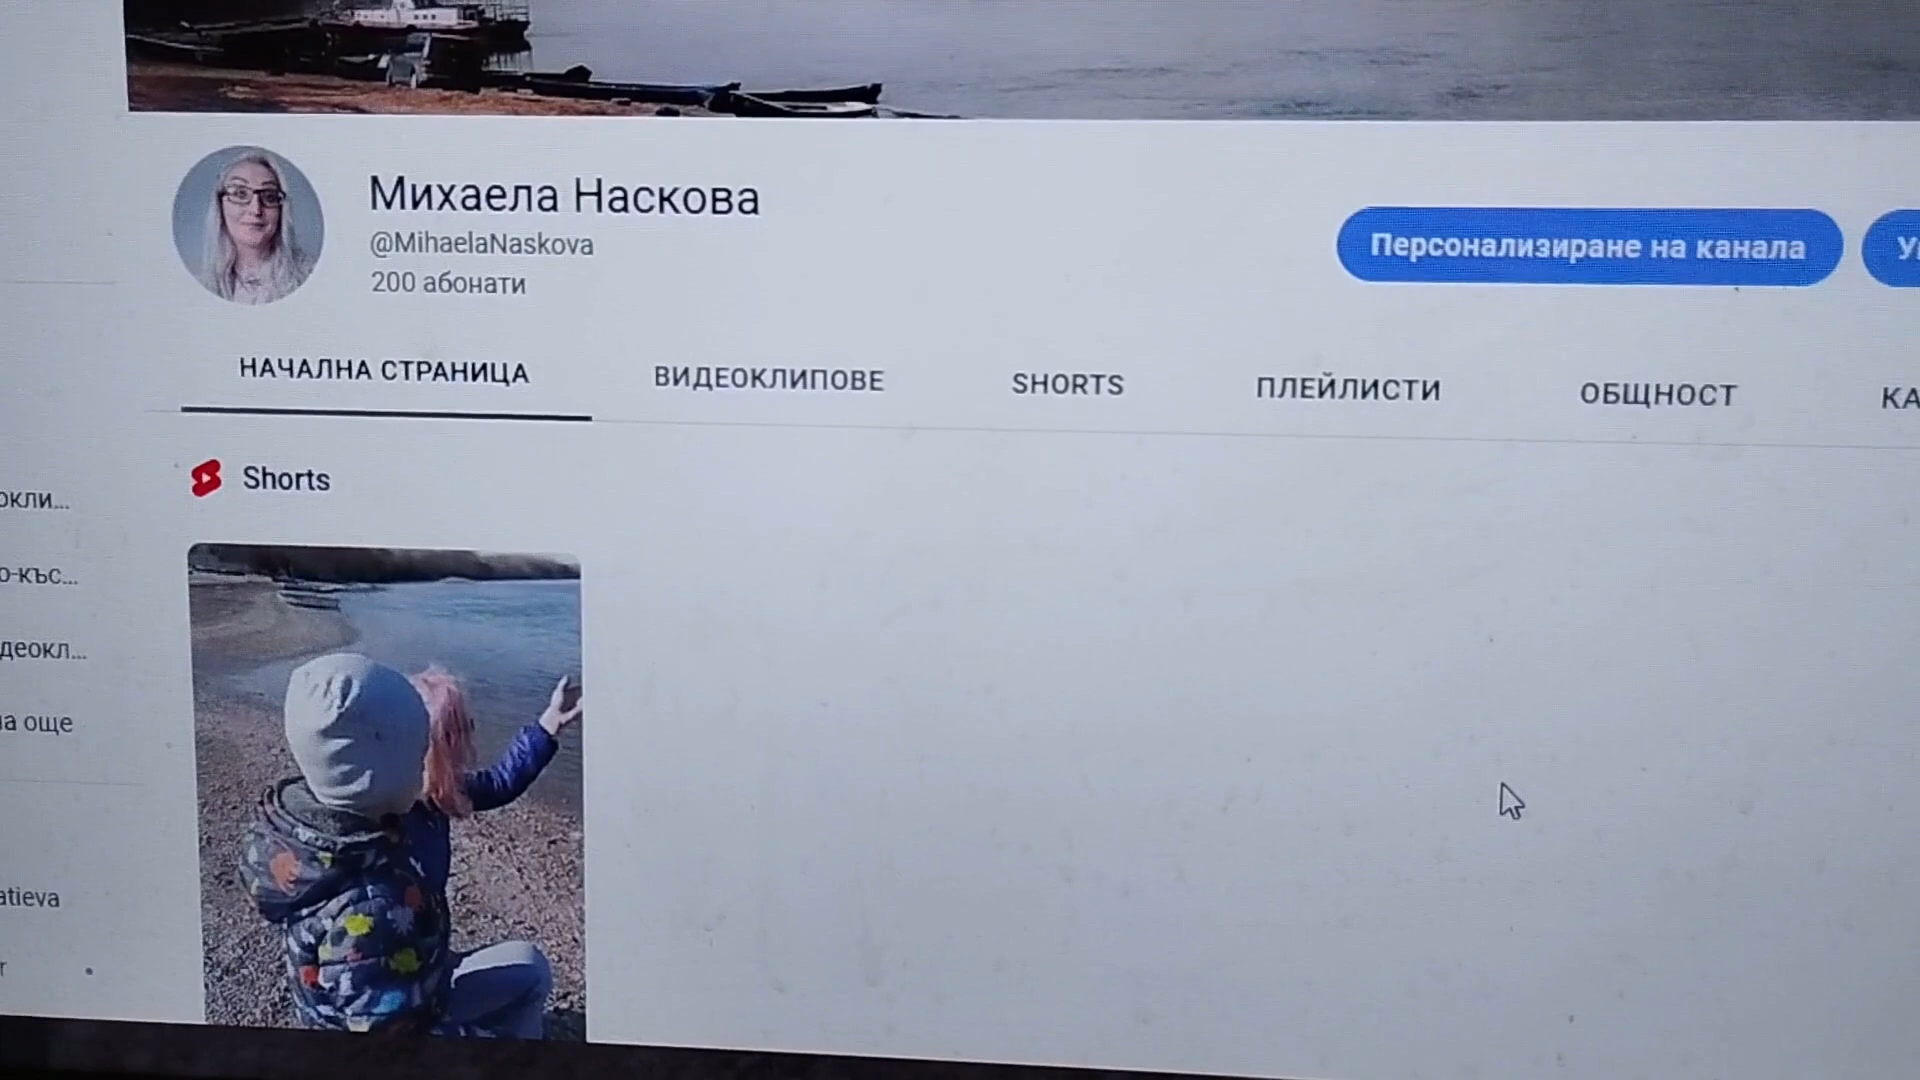 Михаела Наскова
@MihaelaNaskova
200 абонати
Персонализиране на канала
НАЧАЛНА СТРАНИЦА
ВИДЕОКЛИПОВЕ
SHORTS
ПЛЕЙЛИСТИ
ОБЩНОСТ
Shorts
още